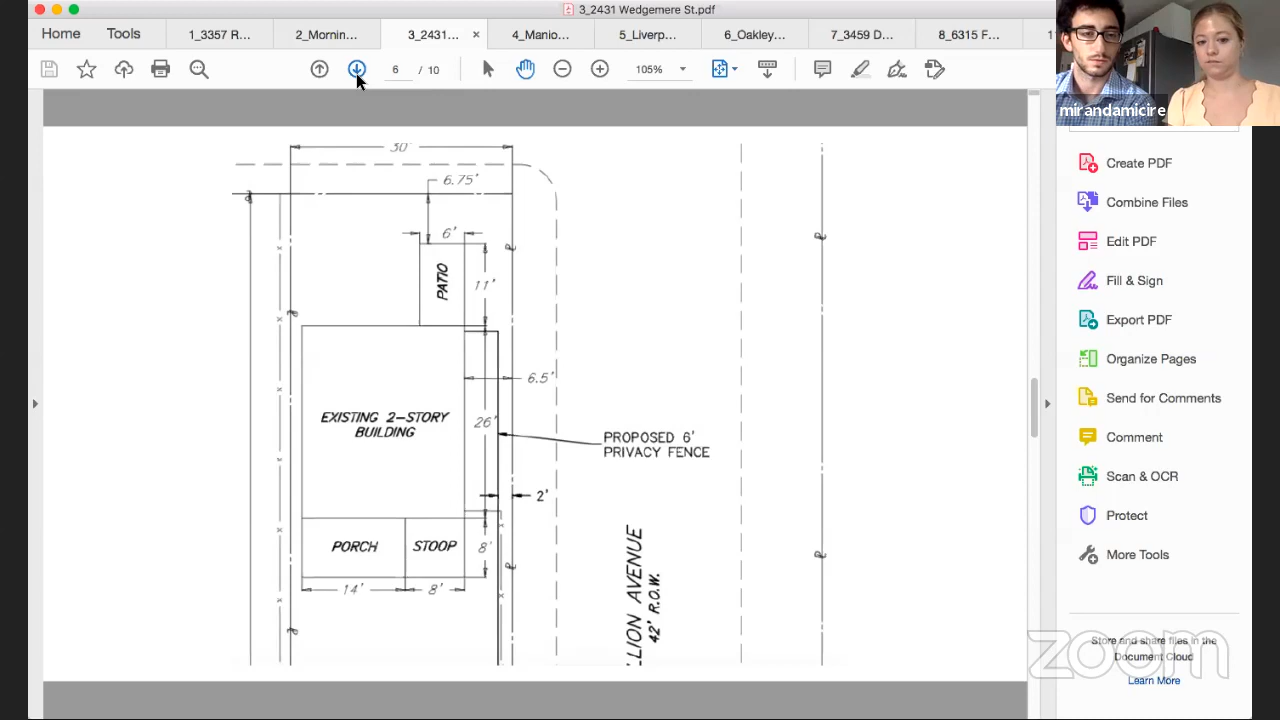 3_2431 Wedgemere St.pdf
Home
Tools
1_3357 R...
2_Mornin...
3_2431...
4_Manio...
5_Liverp...
6_Oakley...
7_3459 D...
8_6315 F...
/ 10
105%
mirandamicire
30'
6.75'
6'
PATIO
11'
6.5'
EXISTING 2-STORY
BUILDING
26'
PROPOSED 6'
PRIVACY FENCE
2'
PORCH
STOOP
8'
14'
8'
LLION AVENUE
42' R.O.W.
Create PDF
Combine Files
Edit PDF
Fill & Sign
Export PDF
Organize Pages
Send for Comments
Comment
Scan & OCR
Protect
More Tools
Store and share files in the
Document Cloud
Learn More
zoom